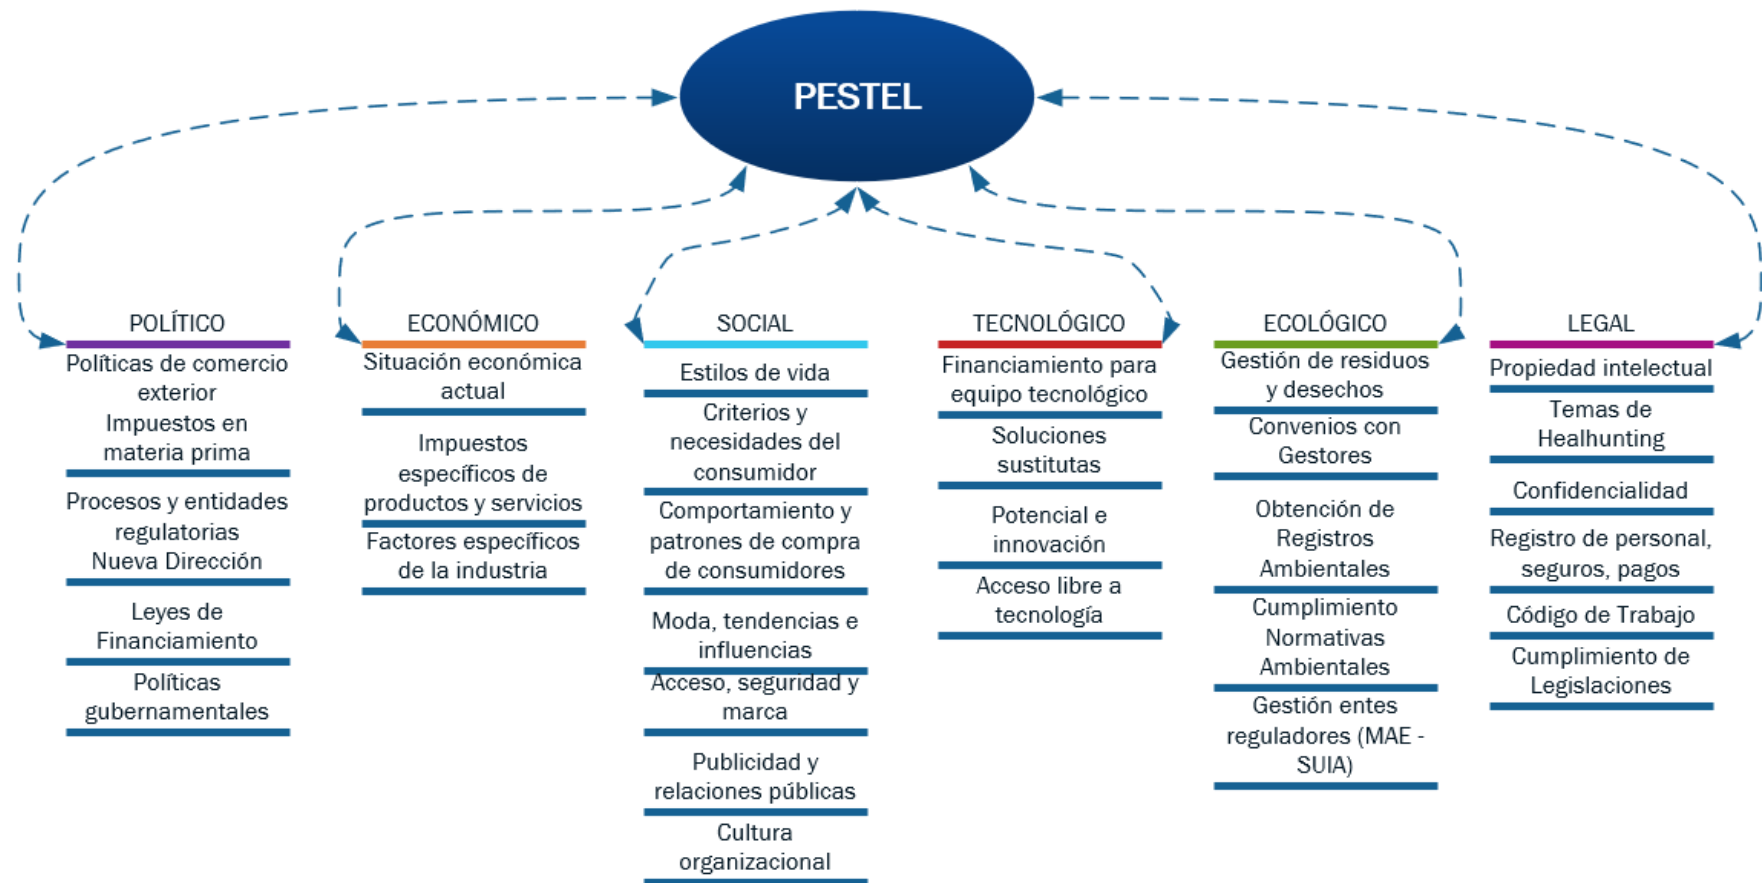 PESTEL
POLÍTICO
Políticas de comercio
exterior
Impuestos en
materia prima
Procesos y entidades
regulatorias
Nueva Dirección
Leyes de
Financiamiento
Políticas
gubernamentales
ECONÓMICO
Situación económica
actual
Impuestos
específicos de
productos y servicios
Factores específicos
de la industria
SOCIAL
Estilos de vida
Criterios y
necesidades del
consumidor
Comportamiento y
patrones de compra
de consumidores
Moda, tendencias e
influencias
Acceso, seguridad y
marca
Publicidad y
relaciones públicas
Cultura
organizacional
TECNOLÓGICO
Financiamiento para
equipo tecnológico
Soluciones
sustitutas
Potencial e
innovación
Acceso libre a
tecnología
ECOLÓGICO
Gestión de residuos
y desechos
Convenios con
Gestores
Obtención de
Registros
Ambientales
Cumplimiento
Normativas
Ambientales
Gestión entes
reguladores (MAE -
SUIA)
LEGAL
Propiedad intelectual
Temas de
Healhunting
Confidencialidad
Registro de personal,
seguros, pagos
Código de Trabajo
Cumplimiento de
Legislaciones